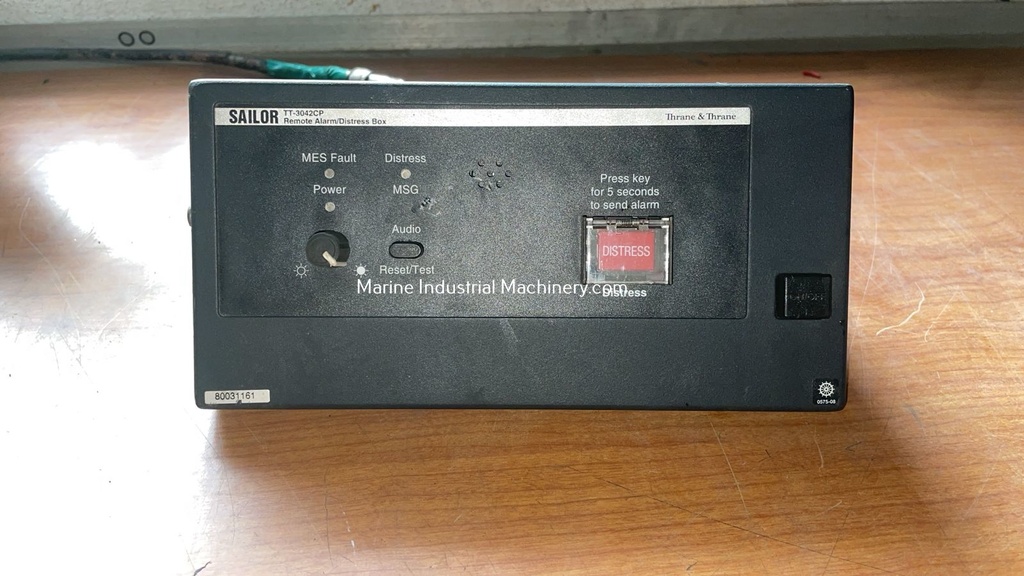 SAILOR TT-3042CP
Remote Alarm/Distress Box
Thrane & Thrane
MES Fault
Distress
Power
MSG
Press key
for 5 seconds
to send alarm
Audio
DISTRESS
Reset/Test
Marine Industrial Machinery.com
Distress
80031161
0575-08